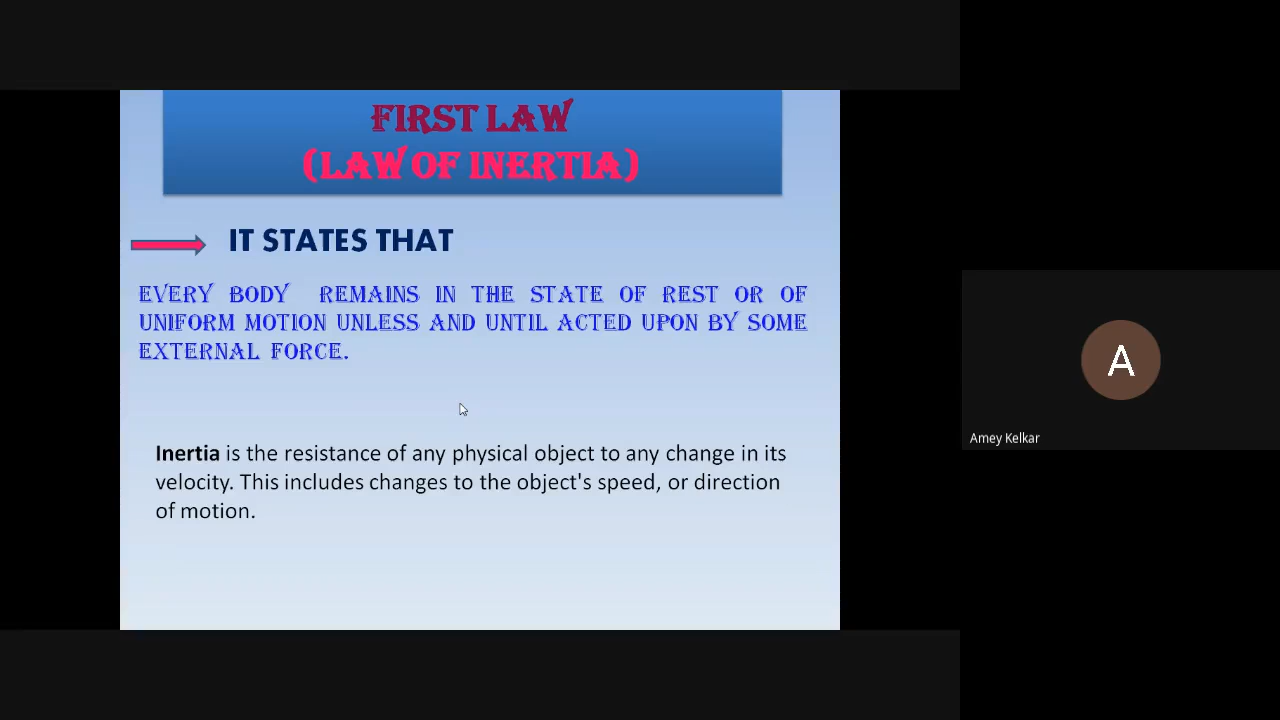 FIRST LAW
(LAW OF INERTIA)
IT STATES THAT
EVERY BODY REMAINS IN THE STATE OF REST OR OF
UNIFORM MOTION UNLESS AND UNTIL ACTED UPON BY SOME
EXTERNAL FORCE.
Inertia is the resistance of any physical object to any change in its
velocity. This includes changes to the object's speed, or direction
of motion.
A
Amey Kelkar